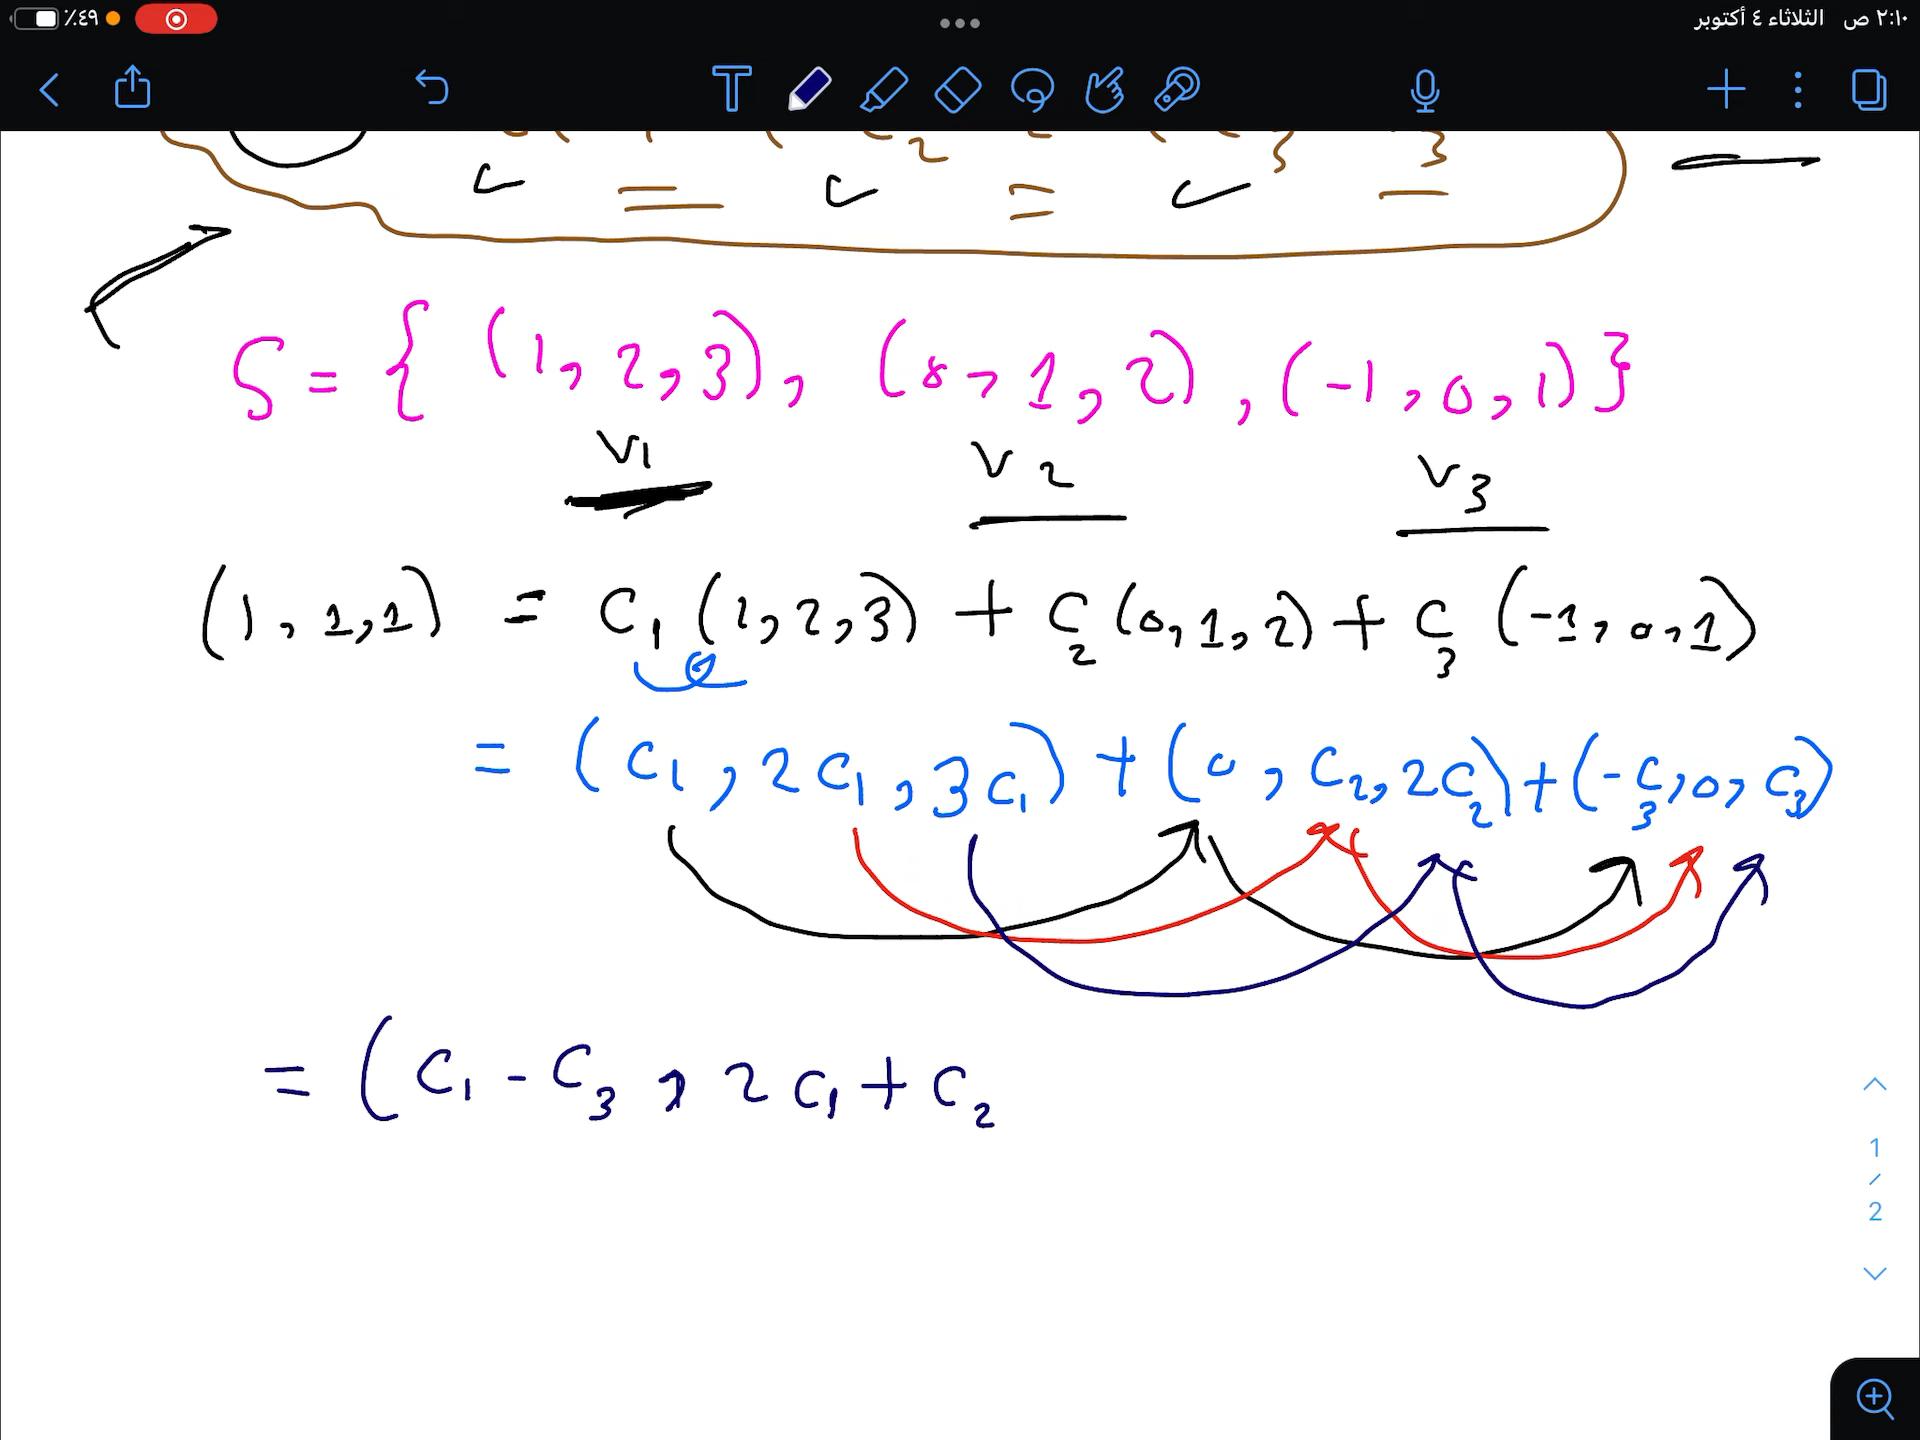 ٪٤٩ ٢:١٠ ص الثلاثاء ٤ أكتوبر
S = { (1, 2, 3), (0, 1, 2), (-1, 0, 1) }
v1 v2 v3
(1, 1, 1) = c1 (1, 2, 3) + c2 (0, 1, 2) + c3 (-1, 0, 1)
= (c1, 2c1, 3c1) + (0, c2, 2c2) + (-c3, 0, c3)
= (c1 - c3, 2c1 + c2
1
/
2